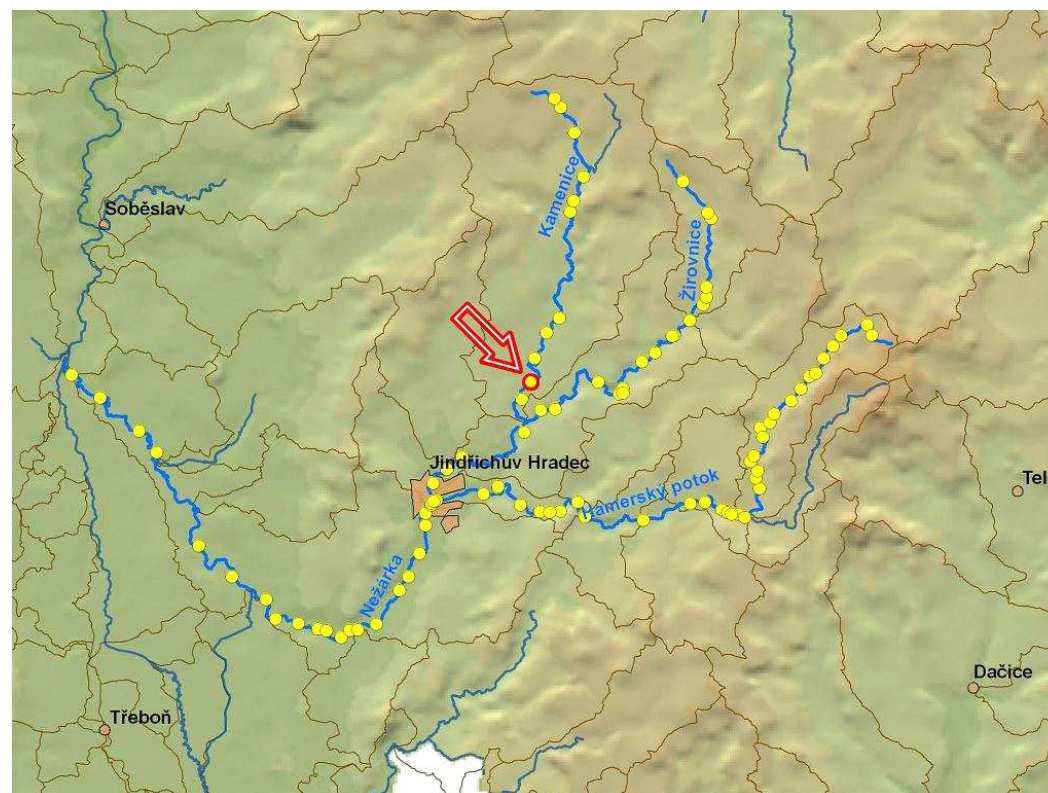 Kamenice
Žirovnice
Soběslav
Jindřichův Hradec
Hamerský potok
Tel
Nežárka
Dačice
Třeboň